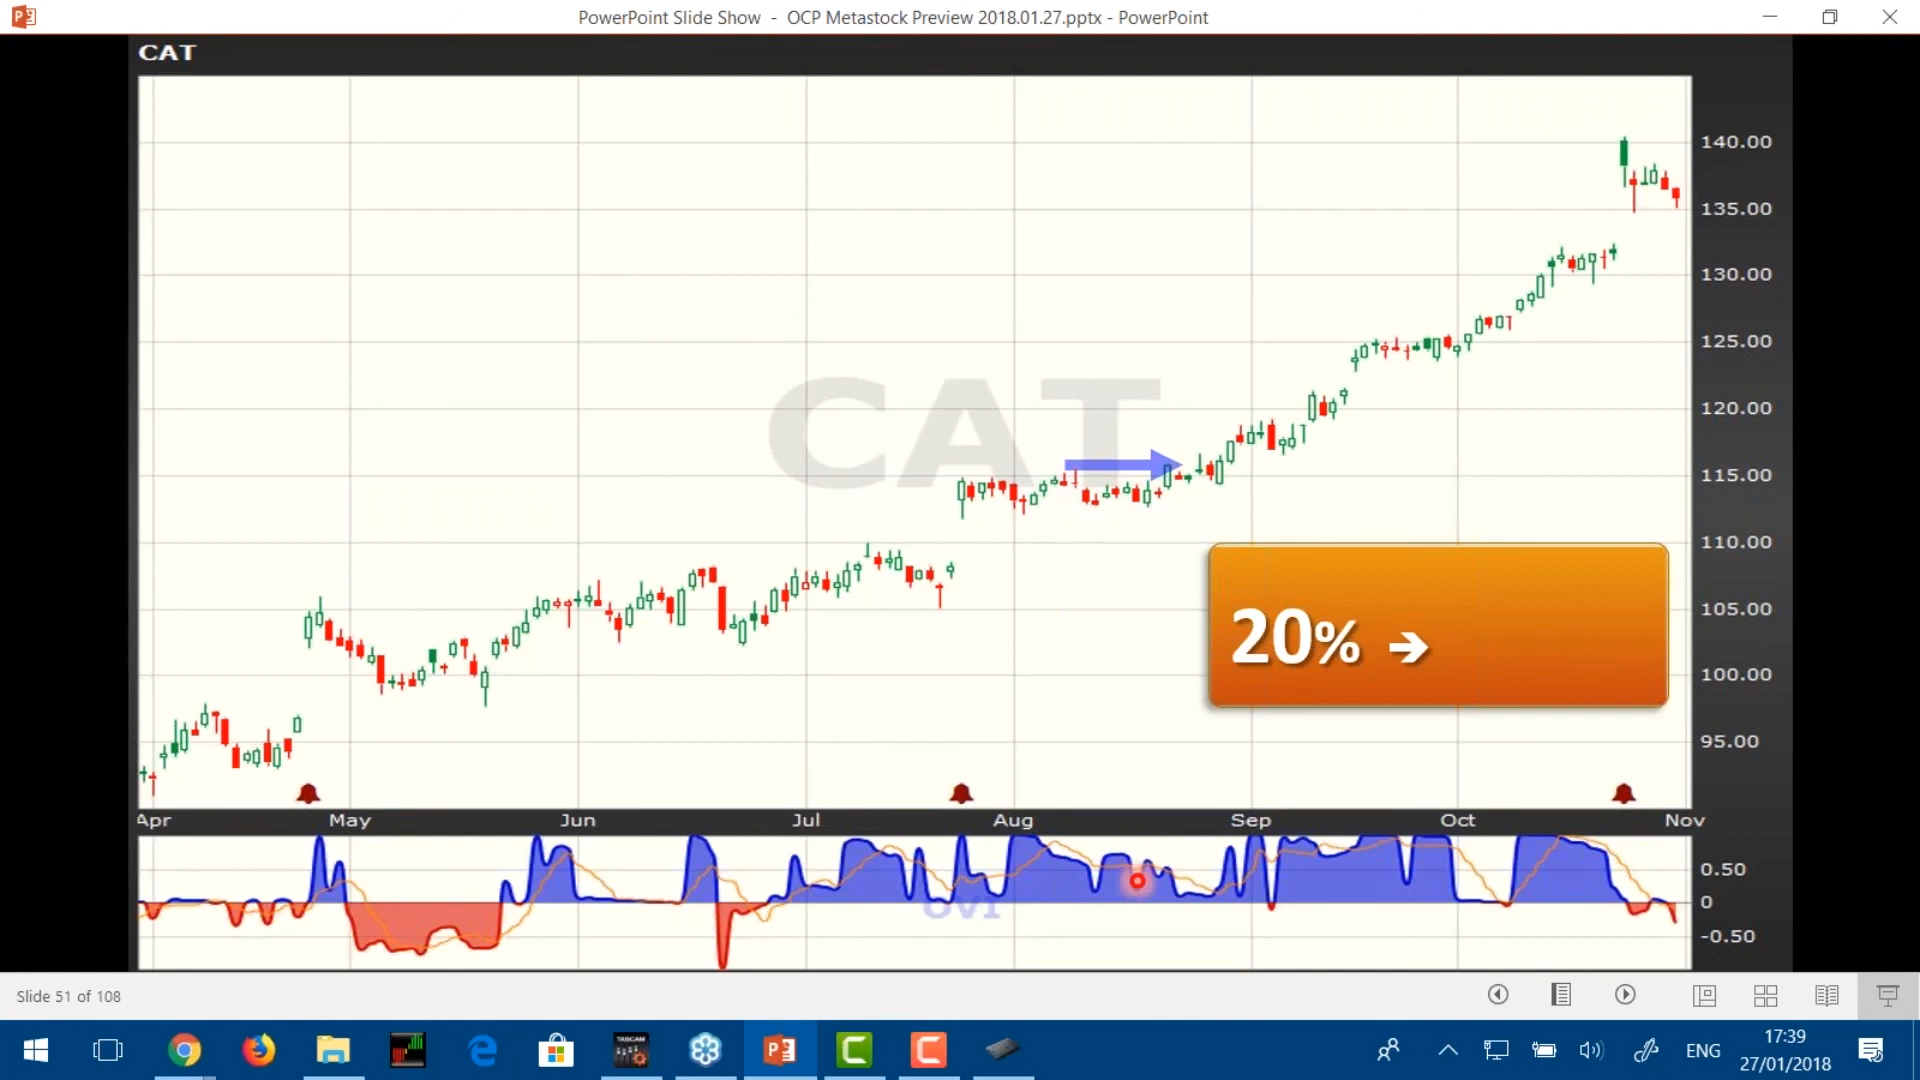 PowerPoint Slide Show - OCP Metastock Preview 2018.01.27.pptx - PowerPoint
CAT
140.00
135.00
130.00
125.00
CAT
120.00
115.00
110.00
105.00
20% ➔
100.00
95.00
Apr May Jun Jul Aug Sep Oct Nov
0.50
0
OVI
-0.50
Slide 51 of 108
TASCAM
ENG
17:39
27/01/2018